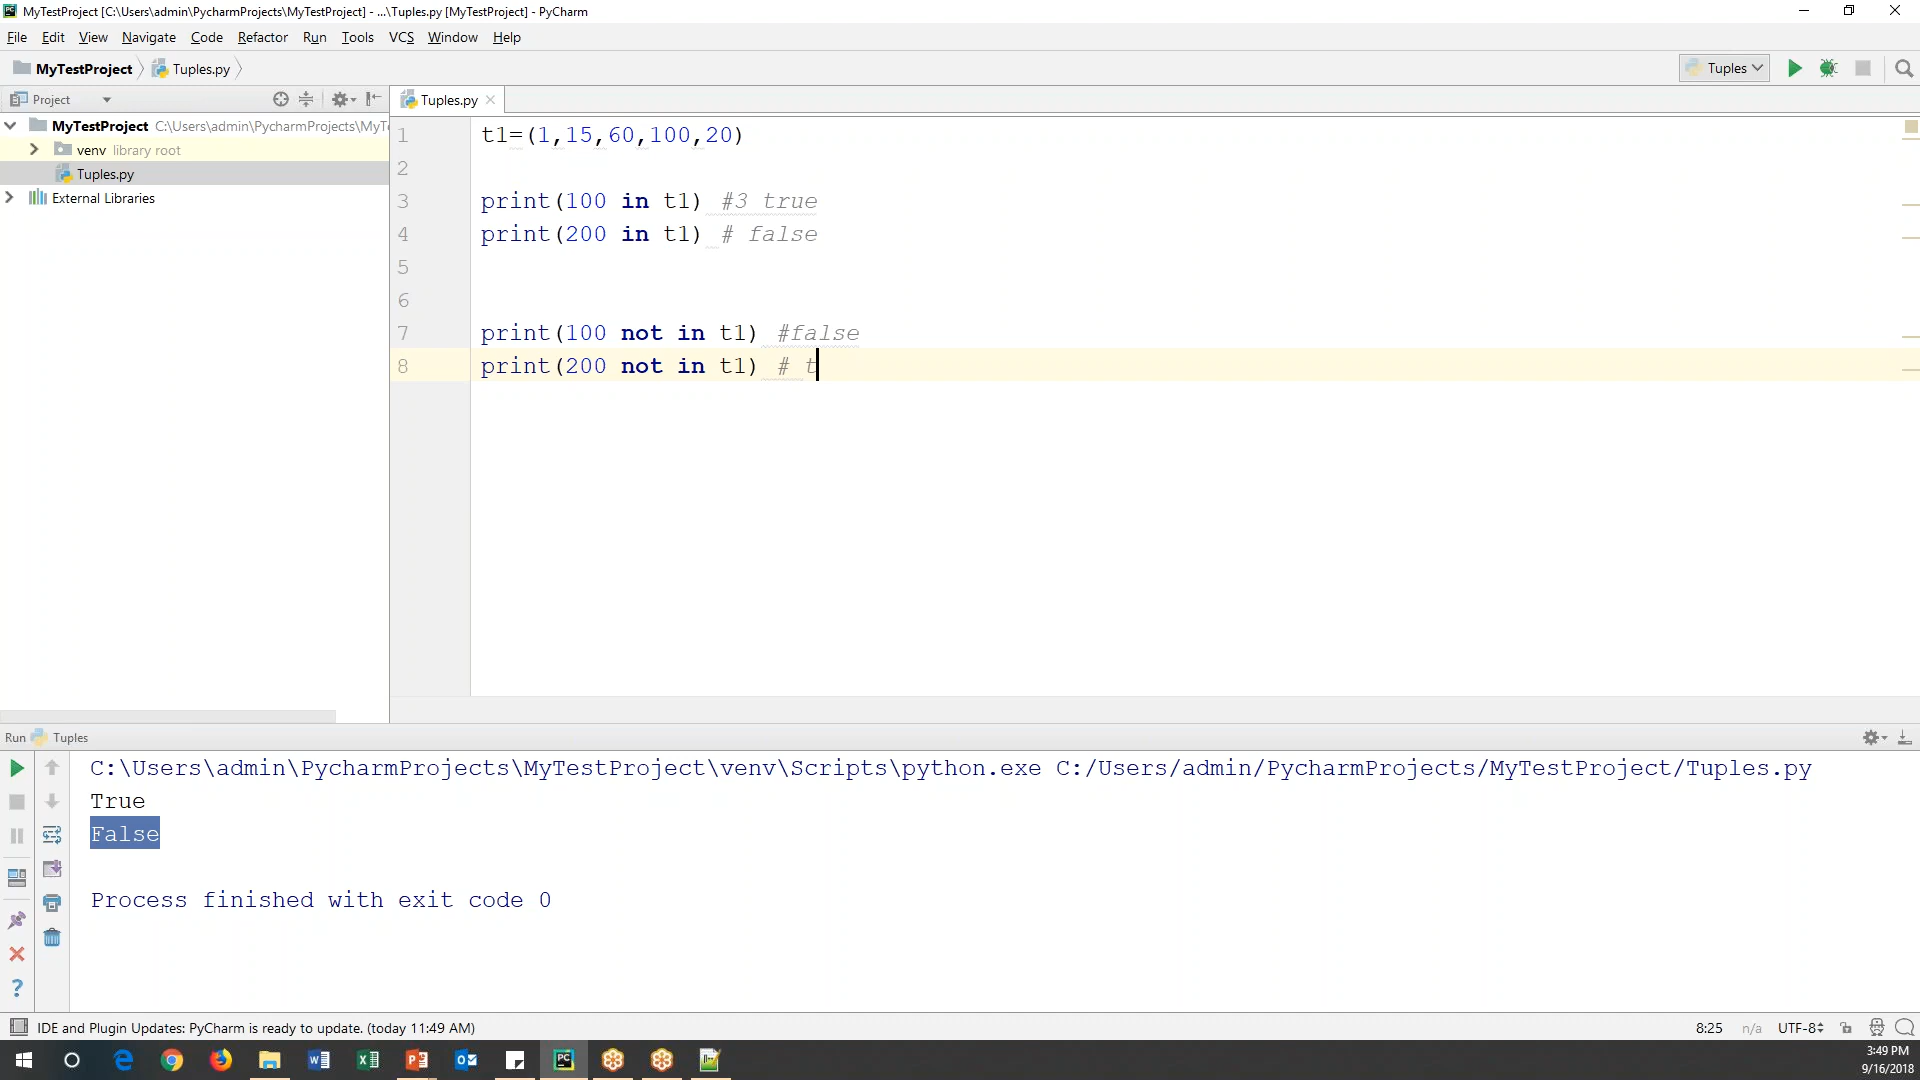 MyTestProject [C:\Users\admin\PycharmProjects\MyTestProject] - ...\Tuples.py [MyTestProject] - PyCharm
File Edit View Navigate Code Refactor Run Tools VCS Window Help
MyTestProject Tuples.py Tuples
Project Tuples.py
MyTestProject C:\Users\admin\PycharmProjects\MyT
venv library root
Tuples.py
External Libraries
1 t1=(1,15,60,100,20)
2
3 print(100 in t1) #3 true
4 print(200 in t1) # false
5
6
7 print(100 not in t1) #false
8 print(200 not in t1) # t
Run Tuples
C:\Users\admin\PycharmProjects\MyTestProject\venv\Scripts\python.exe C:/Users/admin/PycharmProjects/MyTestProject/Tuples.py
True
False
Process finished with exit code 0
IDE and Plugin Updates: PyCharm is ready to update. (today 11:49 AM) 8:25 n/a UTF-8
3:49 PM
9/16/2018